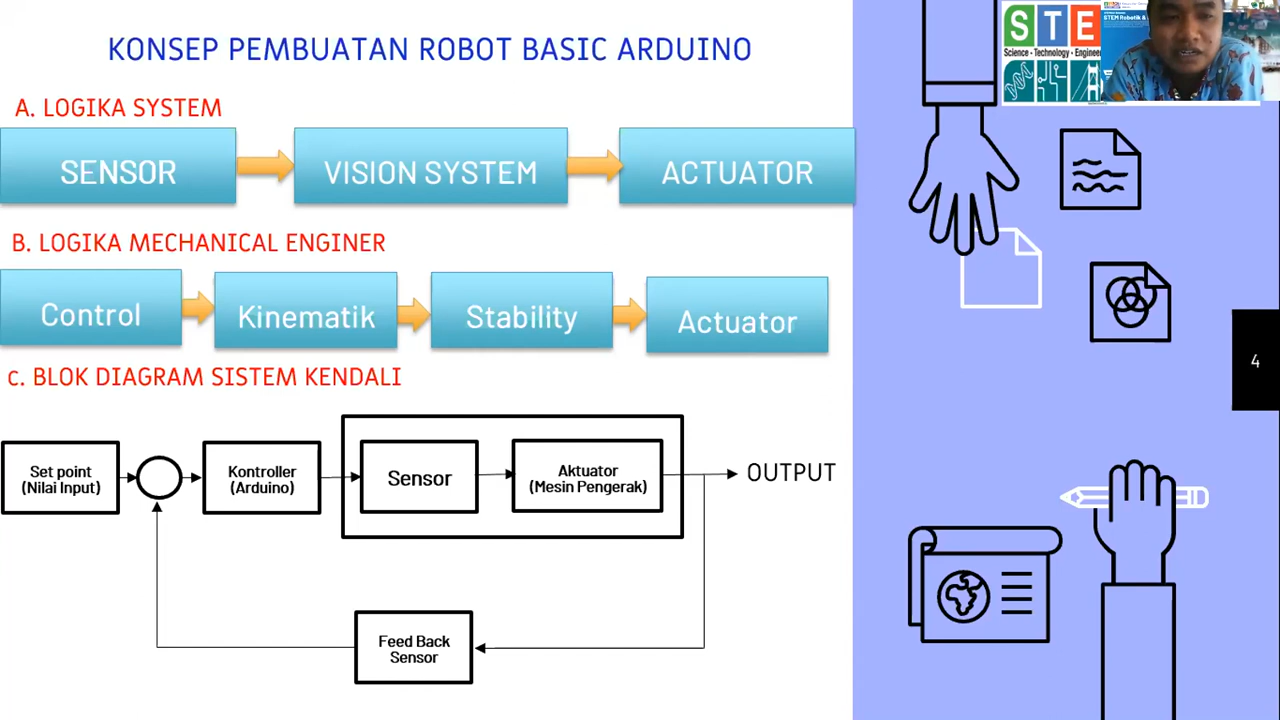 KONSEP PEMBUATAN ROBOT BASIC ARDUINO
STE
Science - Technology - Engineer
STEM Robotik &
A. LOGIKA SYSTEM
SENSOR
VISION SYSTEM
ACTUATOR
B. LOGIKA MECHANICAL ENGINER
Control
Kinematik
Stability
Actuator
4
c. BLOK DIAGRAM SISTEM KENDALI
Set point
(Nilai Input)
Kontroller
(Arduino)
Sensor
Aktuator
(Mesin Pengerak)
OUTPUT
Feed Back
Sensor